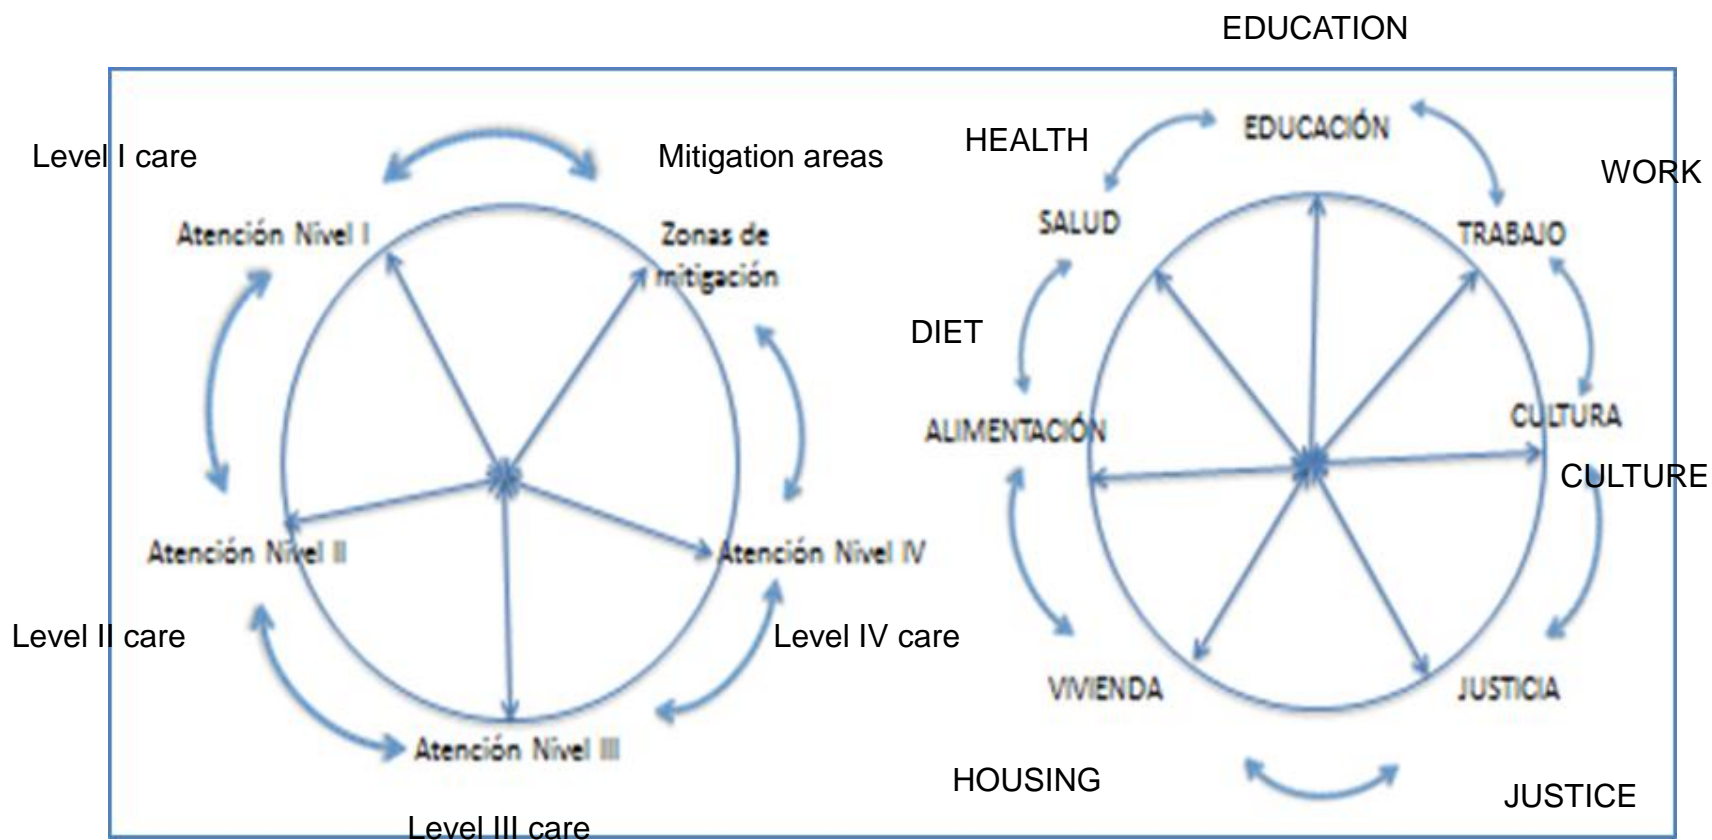 EDUCATION
HEALTH
EDUCACIÓN
Level I care
Mitigation areas
WORK
Atención Nivel I
Zonas de
mitigación
SALUD
TRABAJO
DIET
ALIMENTACIÓN
CULTURA
CULTURE
Atención Nivel II
Atención Nivel IV
Level II care
Level IV care
VIVIENDA
JUSTICIA
Atención Nivel III
HOUSING
JUSTICE
Level III care